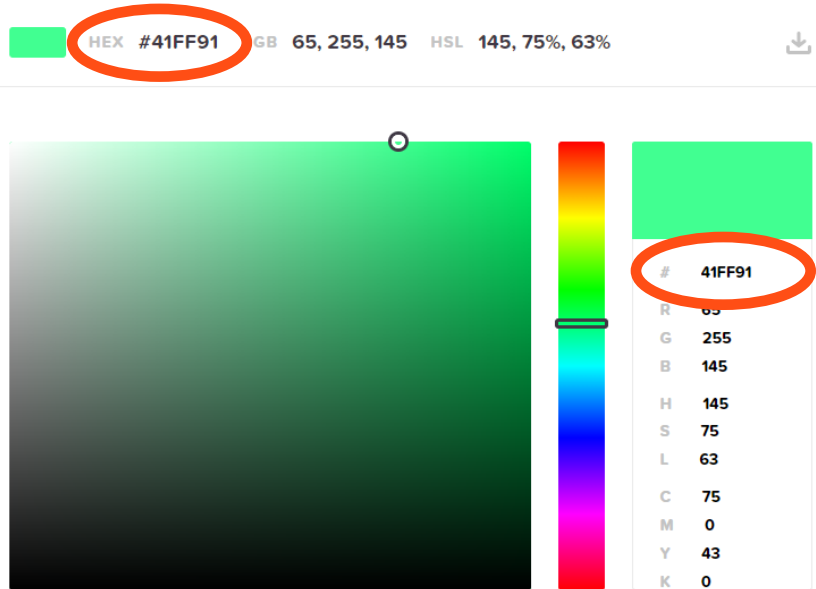 HEX #41FF91 GB 65, 255, 145 HSL 145, 75%, 63%
# 41FF91
R 65
G 255
B 145
H 145
S 75
L 63
C 75
M 0
Y 43
K 0